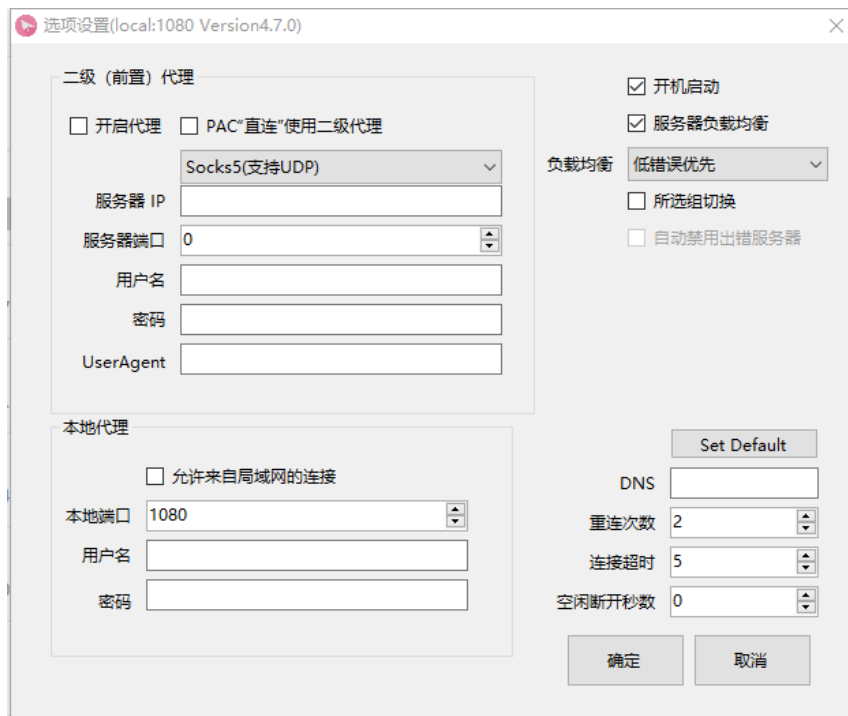 选项设置(local:1080 Version4.7.0)
二级（前置）代理
开启代理
PAC“直连”使用二级代理
Socks5(支持UDP)
服务器 IP
服务器端口 0
用户名
密码
UserAgent
开机启动
服务器负载均衡
负载均衡 低错误优先
所选组切换
自动禁用出错服务器
本地代理
允许来自局域网的连接
本地端口 1080
用户名
密码
Set Default
DNS
重连次数 2
连接超时 5
空闲断开秒数 0
确定 取消